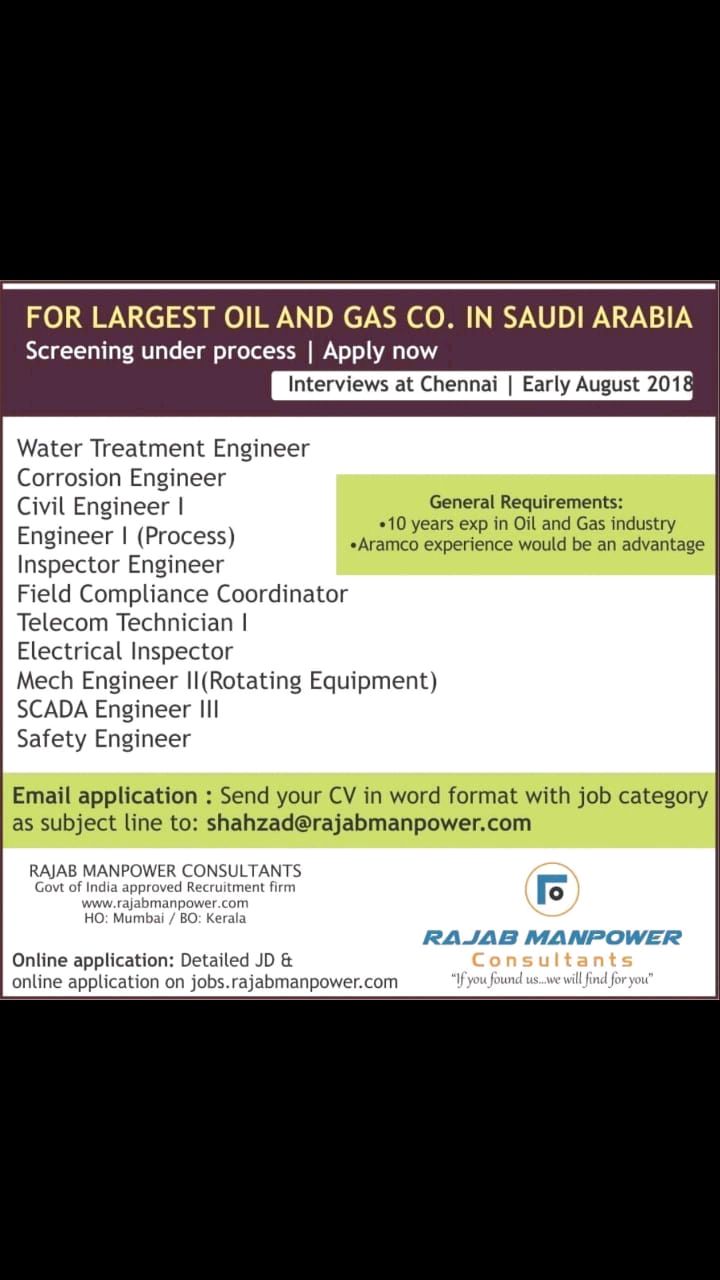 FOR LARGEST OIL AND GAS CO. IN SAUDI ARABIA
Screening under process | Apply now
Interviews at Chennai | Early August 2018
Water Treatment Engineer
Corrosion Engineer
Civil Engineer I
Engineer I (Process)
Inspector Engineer
Field Compliance Coordinator
Telecom Technician I
Electrical Inspector
Mech Engineer II(Rotating Equipment)
SCADA Engineer III
Safety Engineer
General Requirements:
•10 years exp in Oil and Gas industry
•Aramco experience would be an advantage
Email application : Send your CV in word format with job category
as subject line to: shahzad@rajabmanpower.com
RAJAB MANPOWER CONSULTANTS
Govt of India approved Recruitment firm
www.rajabmanpower.com
HO: Mumbai / BO: Kerala
Online application: Detailed JD &
online application on jobs.rajabmanpower.com
RAJAB MANPOWER
Consultants
“If you found us...we will find for you”